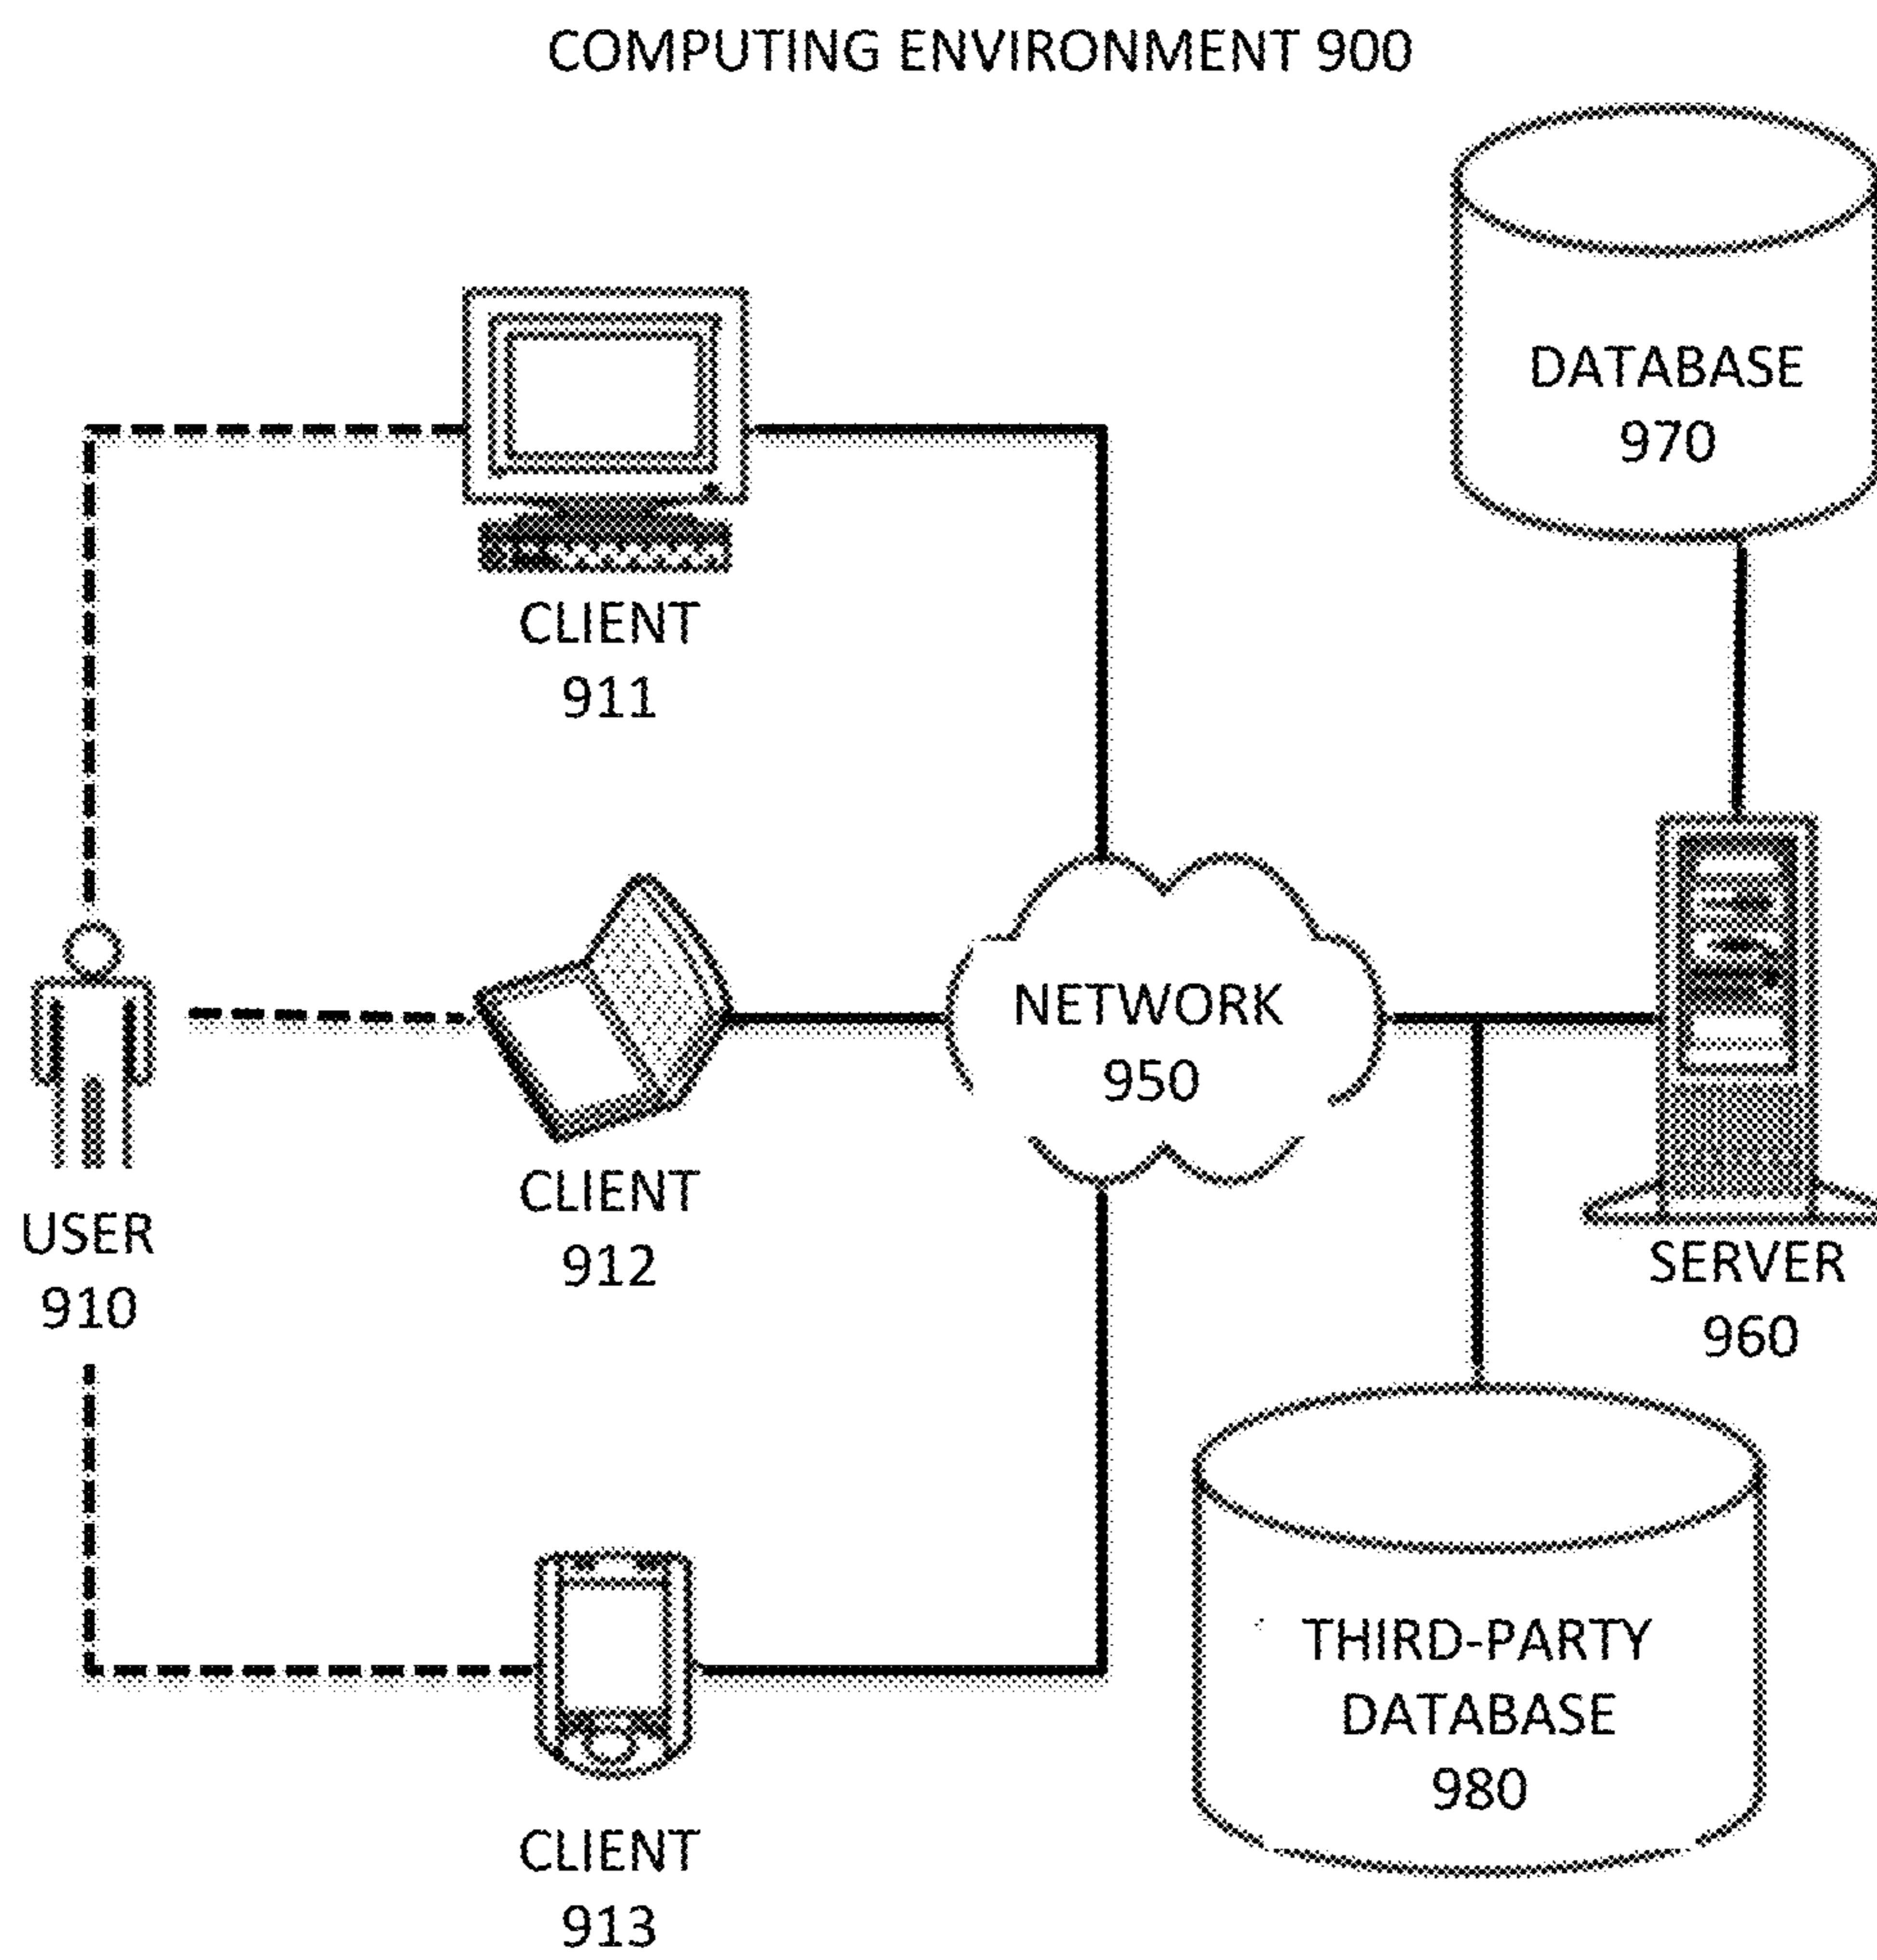 COMPUTING ENVIRONMENT 900
DATABASE
970
CLIENT
911
NETWORK
950
CLIENT
912
USER
910
SERVER
960
THIRD-PARTY
DATABASE
980
CLIENT
913